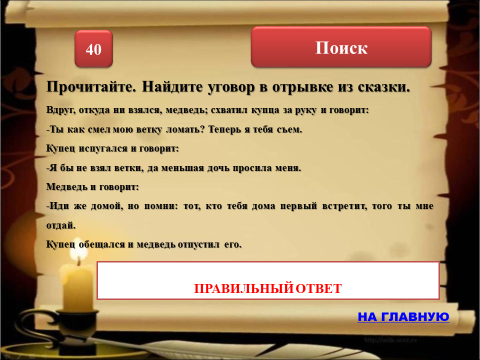 40
Поиск
Прочитайте. Найдите уговор в отрывке из сказки.
Вдруг, откуда ни взялся, медведь; схватил купца за руку и говорит:
-Ты как смел мою ветку ломать? Теперь я тебя съем.
Купец испугался и говорит:
-Я бы не взял ветки, да меньшая дочь просила меня.
Медведь и говорит:
-Иди же домой, но помни: тот, кто тебя дома первый встретит, того ты мне
отдай.
Купец обещался и медведь отпустил его.
ПРАВИЛЬНЫЙ ОТВЕТ
НА ГЛАВНУЮ